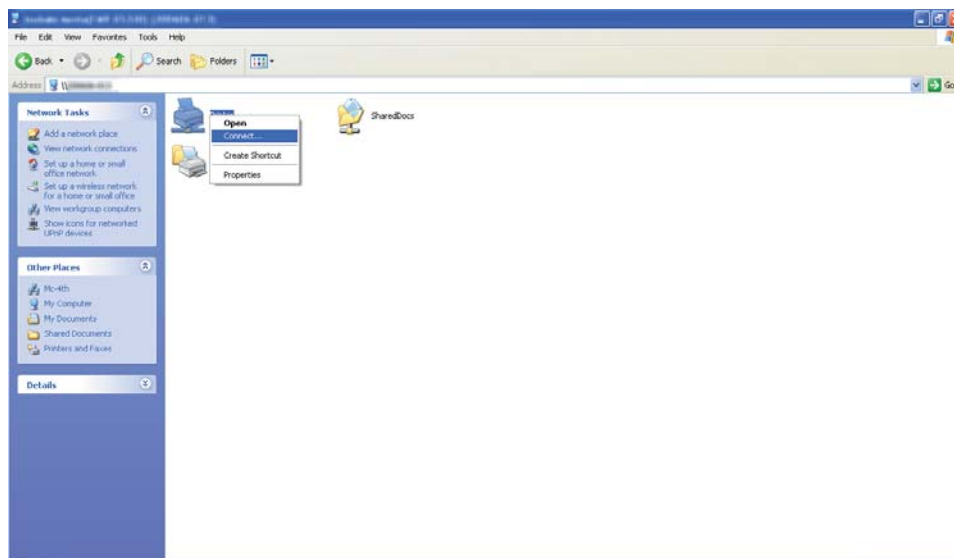 File Edit View Favorites Tools Help
Back Search Folders
Address Go
Network Tasks
Add a network place
View network connections
Set up a home or small
office network
Set up a wireless network
for a home or small office
View workgroup computers
Show icons for networked
UPnP devices
Other Places
Mc-4th
My Computer
My Documents
Shared Documents
Printers and Faxes
Details
Open
Connect...
Create Shortcut
Properties
SharedDocs